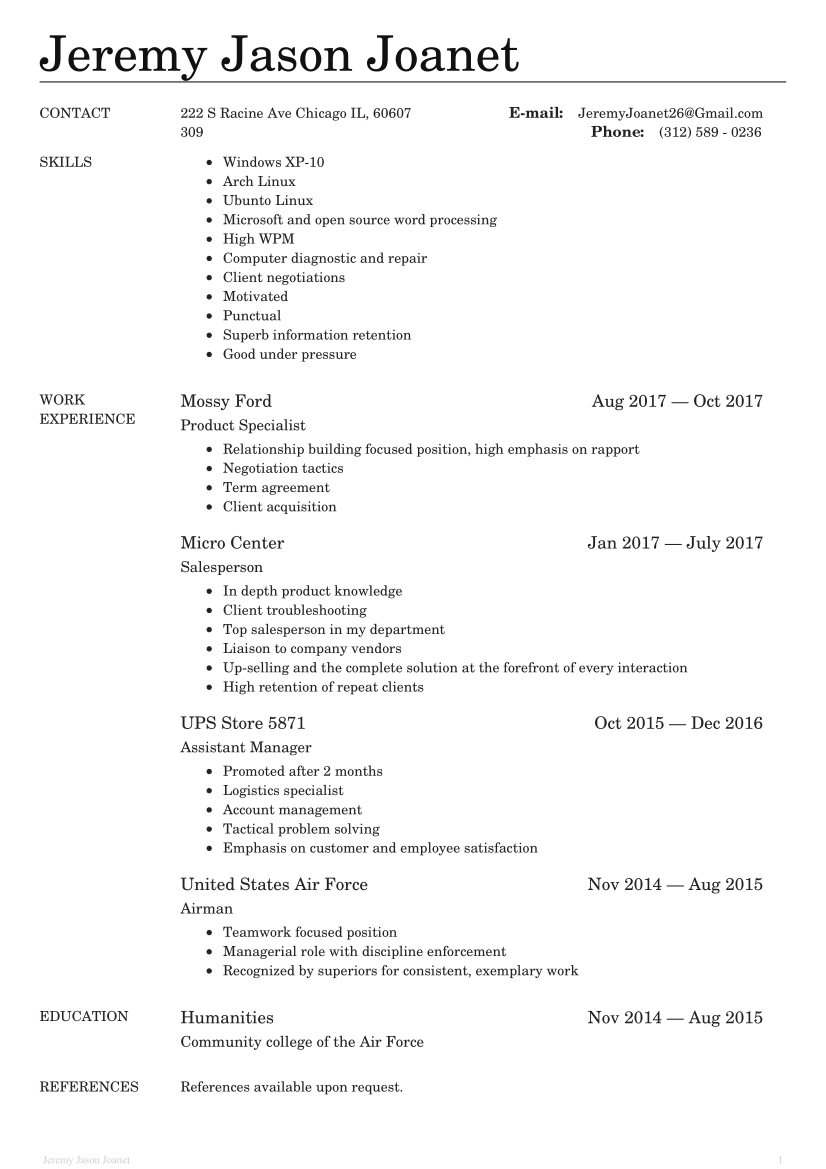 Jeremy Jason Joanet
CONTACT
222 S Racine Ave Chicago IL, 60607
309
E-mail: JeremyJoanet26@Gmail.com
Phone: (312) 589 - 0236
SKILLS
• Windows XP-10
• Arch Linux
• Ubunto Linux
• Microsoft and open source word processing
• High WPM
• Computer diagnostic and repair
• Client negotiations
• Motivated
• Punctual
• Superb information retention
• Good under pressure
WORK
EXPERIENCE
Mossy Ford Aug 2017 — Oct 2017
Product Specialist
• Relationship building focused position, high emphasis on rapport
• Negotiation tactics
• Term agreement
• Client acquisition
Micro Center Jan 2017 — July 2017
Salesperson
• In depth product knowledge
• Client troubleshooting
• Top salesperson in my department
• Liaison to company vendors
• Up-selling and the complete solution at the forefront of every interaction
• High retention of repeat clients
UPS Store 5871 Oct 2015 — Dec 2016
Assistant Manager
• Promoted after 2 months
• Logistics specialist
• Account management
• Tactical problem solving
• Emphasis on customer and employee satisfaction
United States Air Force Nov 2014 — Aug 2015
Airman
• Teamwork focused position
• Managerial role with discipline enforcement
• Recognized by superiors for consistent, exemplary work
EDUCATION
Humanities Nov 2014 — Aug 2015
Community college of the Air Force
REFERENCES
References available upon request.
Jeremy Jason Joanet 1